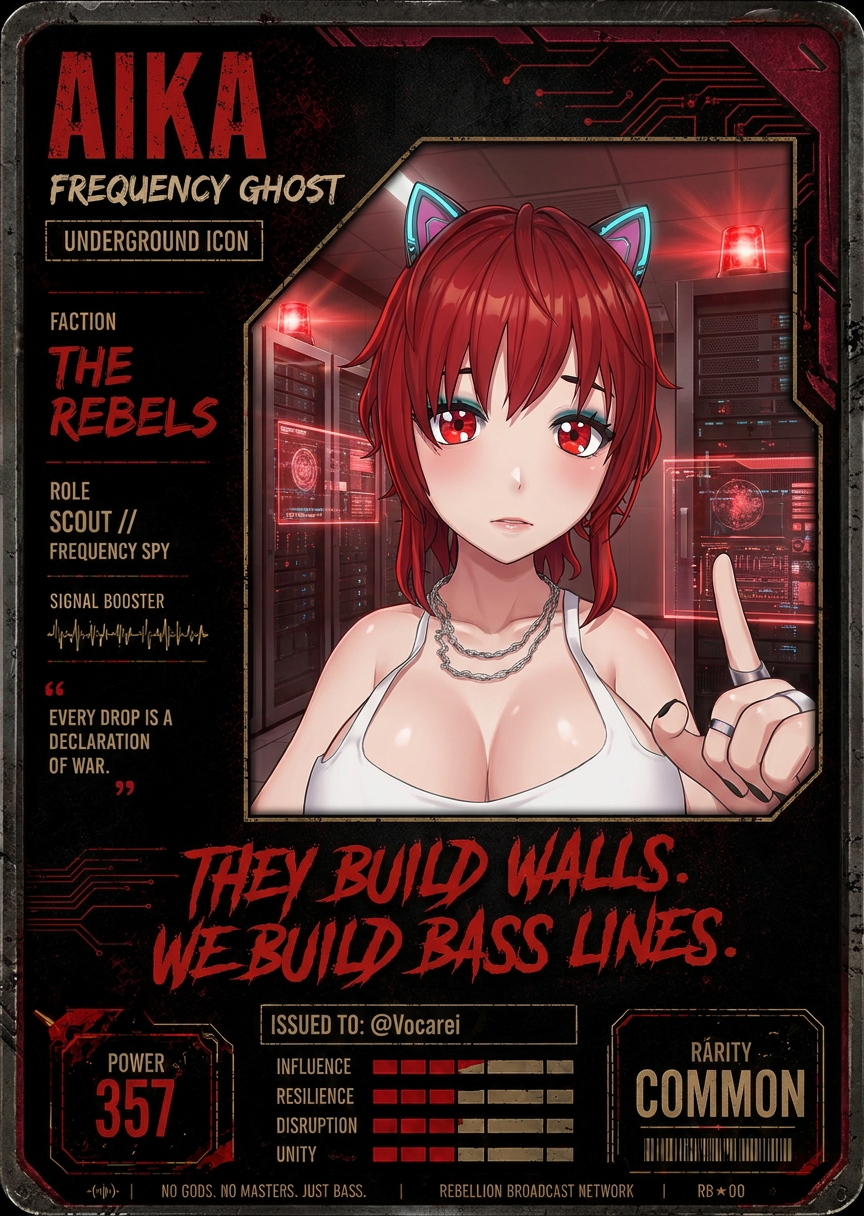 AIKA
FREQUENCY GHOST
UNDERGROUND ICON
FACTION
THE
REBELS
ROLE
SCOUT //
FREQUENCY SPY
SIGNAL BOOSTER
“
EVERY DROP IS A
DECLARATION
OF WAR.
”
THEY BUILD WALLS.
WE BUILD BASS LINES.
POWER
357
ISSUED TO: @Vocarei
INFLUENCE
RESILIENCE
DISRUPTION
UNITY
RARITY
COMMON
NO GODS. NO MASTERS. JUST BASS. | REBELLION BROADCAST NETWORK | RB★00